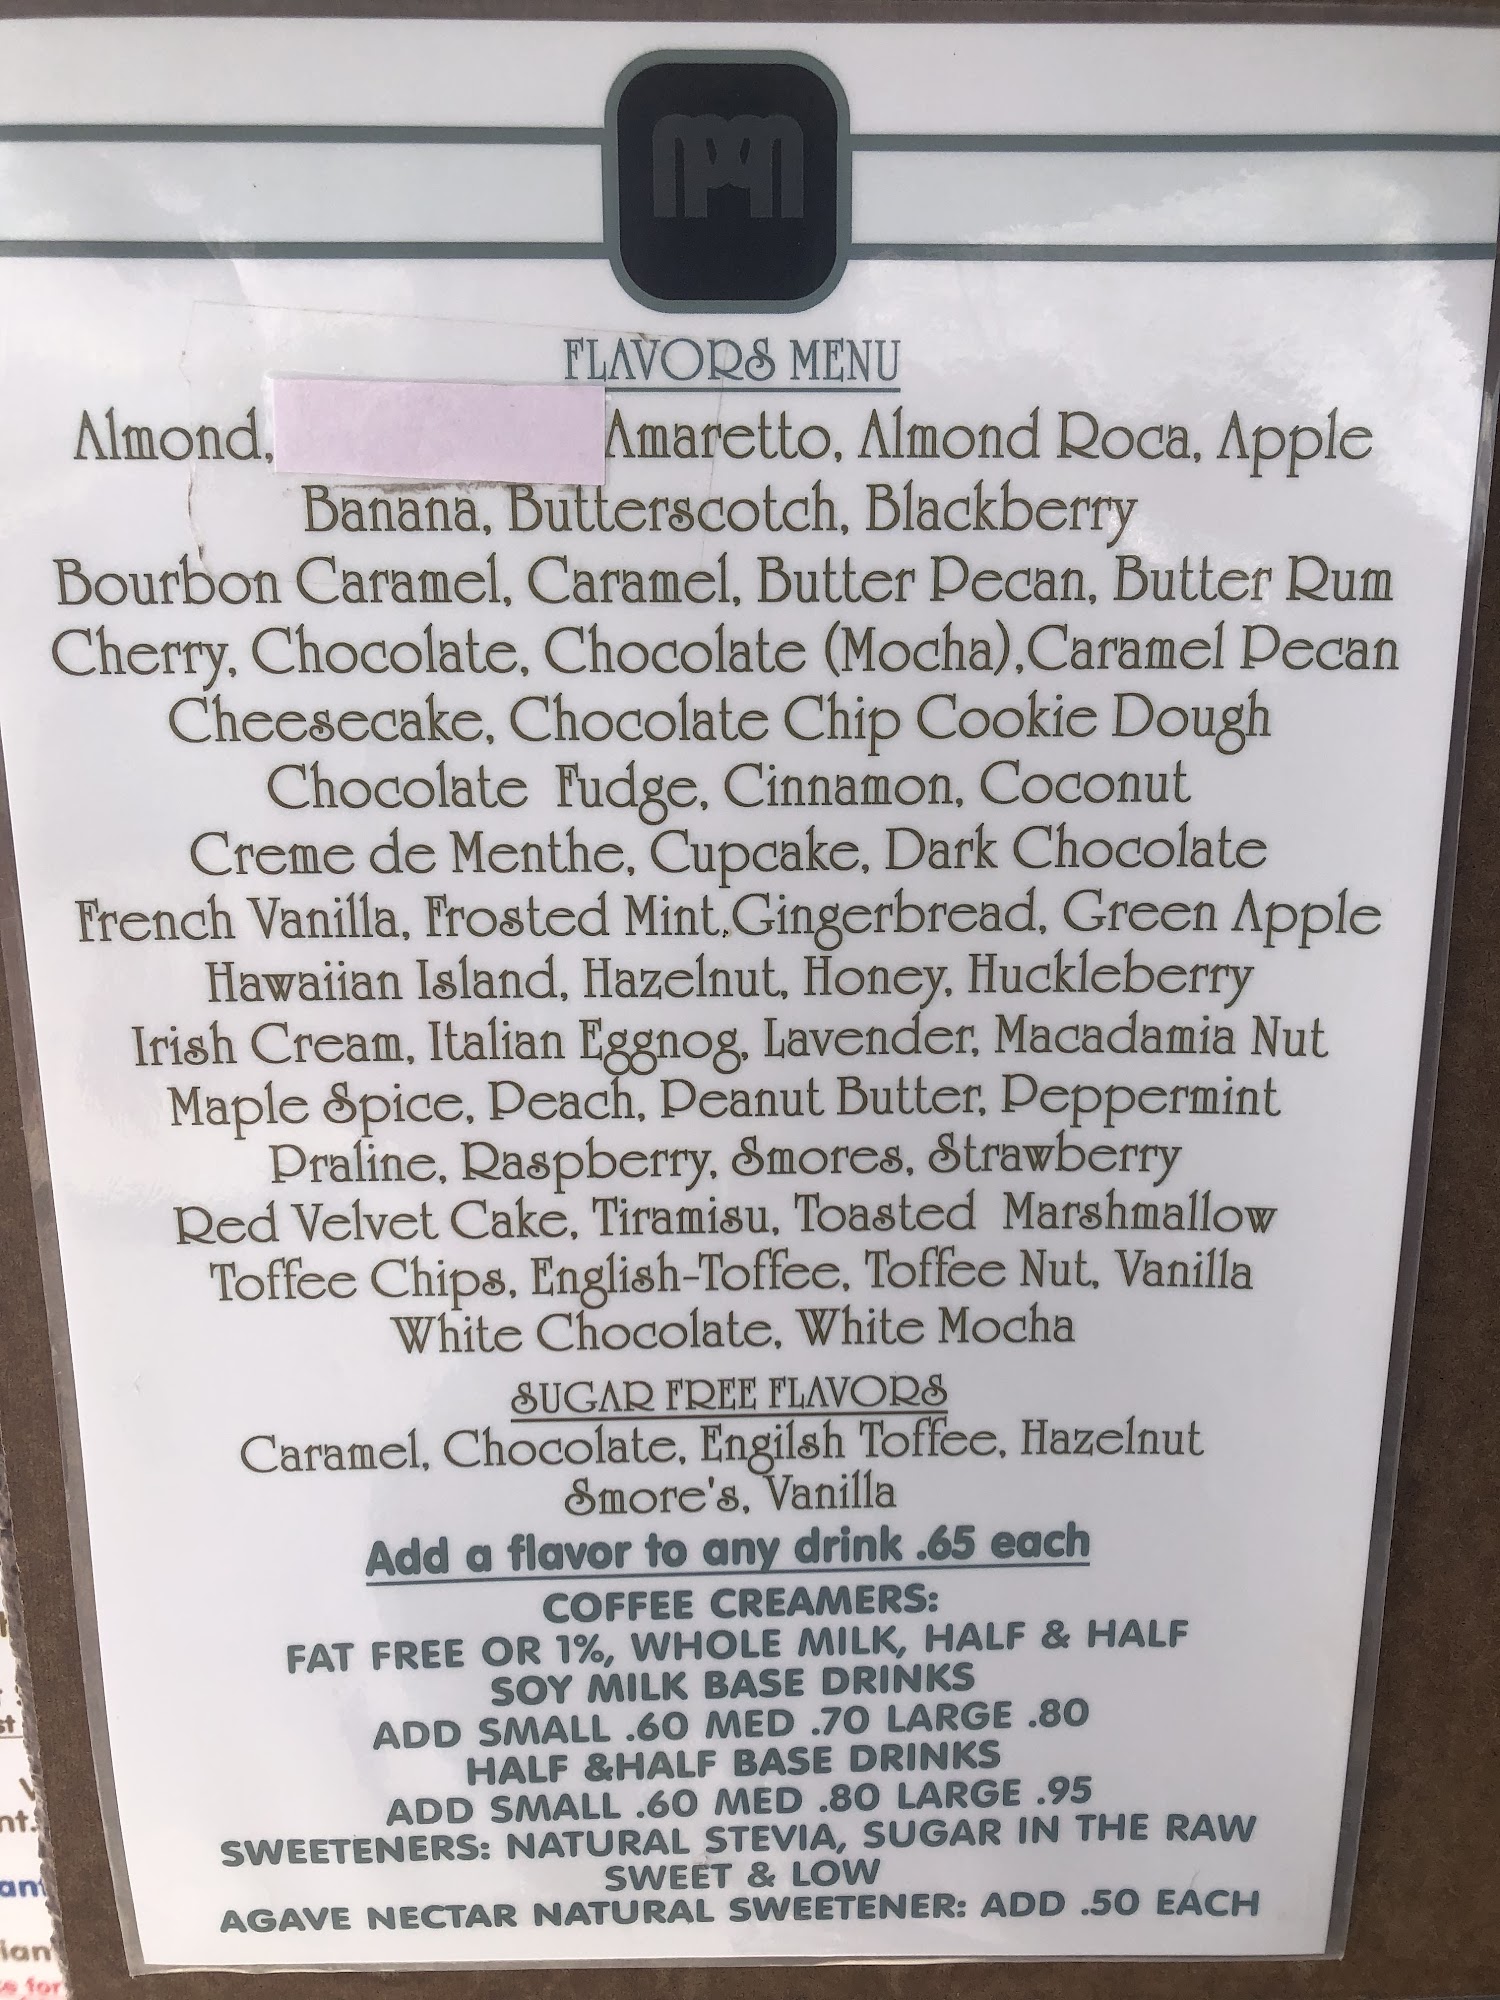 FLAVORS MENU
Almond, Amaretto, Almond Roca, Apple
Banana, Butterscotch, Blackberry
Bourbon Caramel, Caramel, Butter Pecan, Butter Rum
Cherry, Chocolate, Chocolate (Mocha),Caramel Pecan
Cheesecake, Chocolate Chip Cookie Dough
Chocolate Fudge, Cinnamon, Coconut
Creme de Menthe, Cupcake, Dark Chocolate
French Vanilla, Frosted Mint,Gingerbread, Green Apple
Hawaiian Island, Hazelnut, Honey, Huckleberry
Irish Cream, Italian Eggnog, Lavender, Macadamia Nut
Maple Spice, Peach, Peanut Butter, Peppermint
Praline, Raspberry, Smores, Strawberry
Red Velvet Cake, Tiramisu, Toasted Marshmallow
Toffee Chips, English-Toffee, Toffee Nut, Vanilla
White Chocolate, White Mocha
SUGAR FREE FLAVORS
Caramel, Chocolate, Engilsh Toffee, Hazelnut
Smore's, Vanilla
Add a flavor to any drink .65 each
COFFEE CREAMERS:
FAT FREE OR 1%, WHOLE MILK, HALF & HALF
SOY MILK BASE DRINKS
ADD SMALL .60 MED .70 LARGE .80
HALF &HALF BASE DRINKS
ADD SMALL .60 MED .80 LARGE .95
SWEETENERS: NATURAL STEVIA, SUGAR IN THE RAW
SWEET & LOW
AGAVE NECTAR NATURAL SWEETENER: ADD .50 EACH